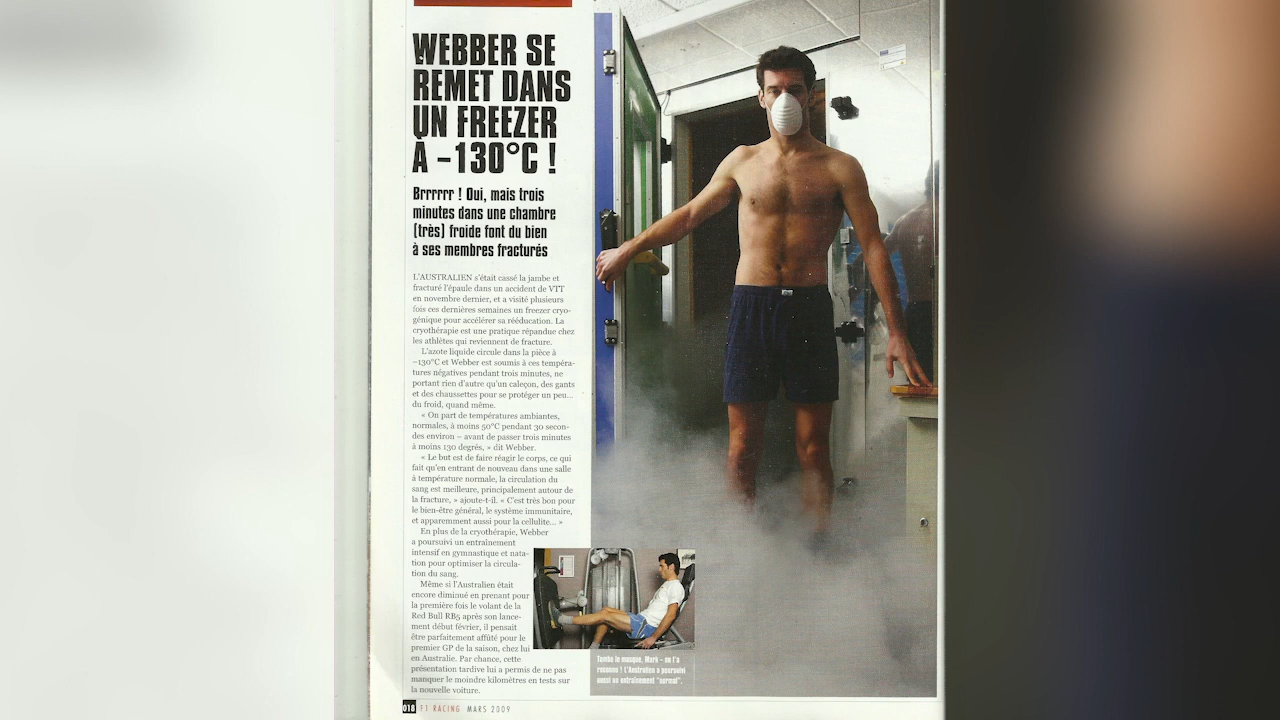 WEBBER SE
REMET DANS
UN FREEZER
À –130°C !
Brrrrrr ! Oui, mais trois
minutes dans une chambre
(très) froide font du bien
à ses membres fracturés
L'AUSTRALIEN s'était cassé la jambe et
fracturé l'épaule dans un accident de VTT
en novembre dernier, et a visité plusieurs
fois ces dernières semaines un freezer cryo-
génique pour accélérer sa rééducation. La
cryothérapie est une pratique répandue chez
les athlètes qui reviennent de fracture.
L'azote liquide circule dans la pièce à
–130°C et Webber est soumis à ces tempéra-
tures négatives pendant trois minutes, ne
portant rien d'autre qu'un caleçon, des gants
et des chaussettes pour se protéger un peu...
du froid, quand même.
« On part de températures ambiantes,
normales, à moins 50°C pendant 30 secon-
des environ – avant de passer trois minutes
à moins 130 degrés, » dit Webber.
« Le but est de faire réagir le corps, ce qui
fait qu'en entrant de nouveau dans une salle
à température normale, la circulation du
sang est meilleure, principalement autour de
la fracture, » ajoute-t-il. « C'est très bon pour
le bien-être général, le système immunitaire,
et apparemment aussi pour la cellulite... »
En plus de la cryothérapie, Webber
a poursuivi un entraînement
intensif en gymnastique et nata-
tion pour optimiser la circula-
tion du sang.
Même si l'Australien était
encore diminué en prenant pour
la première fois le volant de la
Red Bull RB5 après son lance-
ment début février, il pensait
être parfaitement affûté pour le
premier GP de la saison, chez lui
en Australie. Par chance, cette
présentation tardive lui a permis de ne pas
manquer le moindre kilomètres en tests sur
la nouvelle voiture.
Tombe le masque, Mark – on t'a
reconnu ! L'Australien a poursuivi
aussi un entraînement "normal".
018 F1 RACING MARS 2009